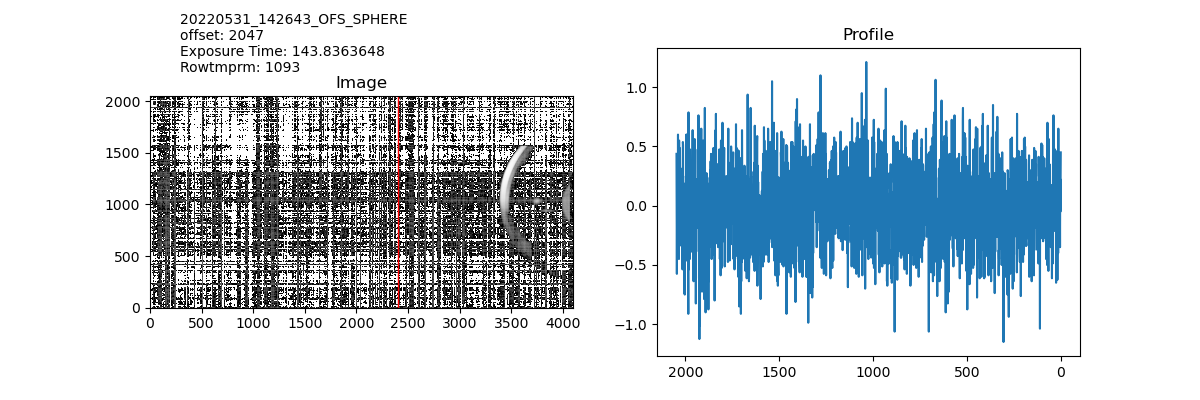 20220531_142643_OFS_SPHERE
offset: 2047
Exposure Time: 143.8363648
Rowtmprm: 1093
Image
2000
1500
1000
500
0
0 500 1000 1500 2000 2500 3000 3500 4000
Profile
1.0
0.5
0.0
−0.5
−1.0
2000 1500 1000 500 0